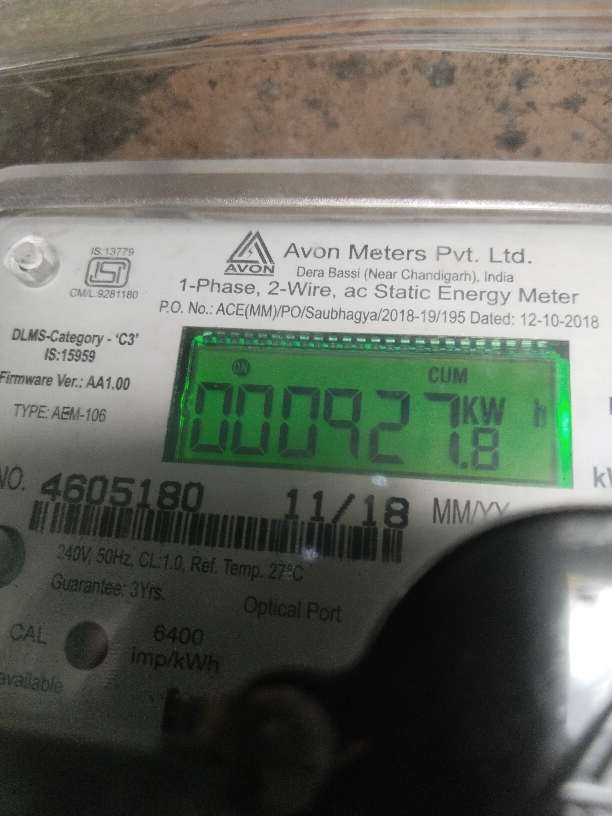 IS:13779
CM/L:9281180
AVON
Avon Meters Pvt. Ltd.
Dera Bassi (Near Chandigarh), India
1-Phase, 2-Wire, ac Static Energy Meter
P.O. No.: ACE(MM)/PO/Saubhagya/2018-19/195 Dated: 12-10-2018
DLMS-Category - 'C3'
IS:15959
Firmware Ver.: AA1.00
TYPE: AEM-106
ON
CUM
000927.8 KW h
NO. 4605180 11/18 MM/YY
240V, 50Hz, CL:1.0, Ref. Temp. 27°C
Guarantee: 3Yrs.
Optical Port
CAL
6400
imp/kWh
available